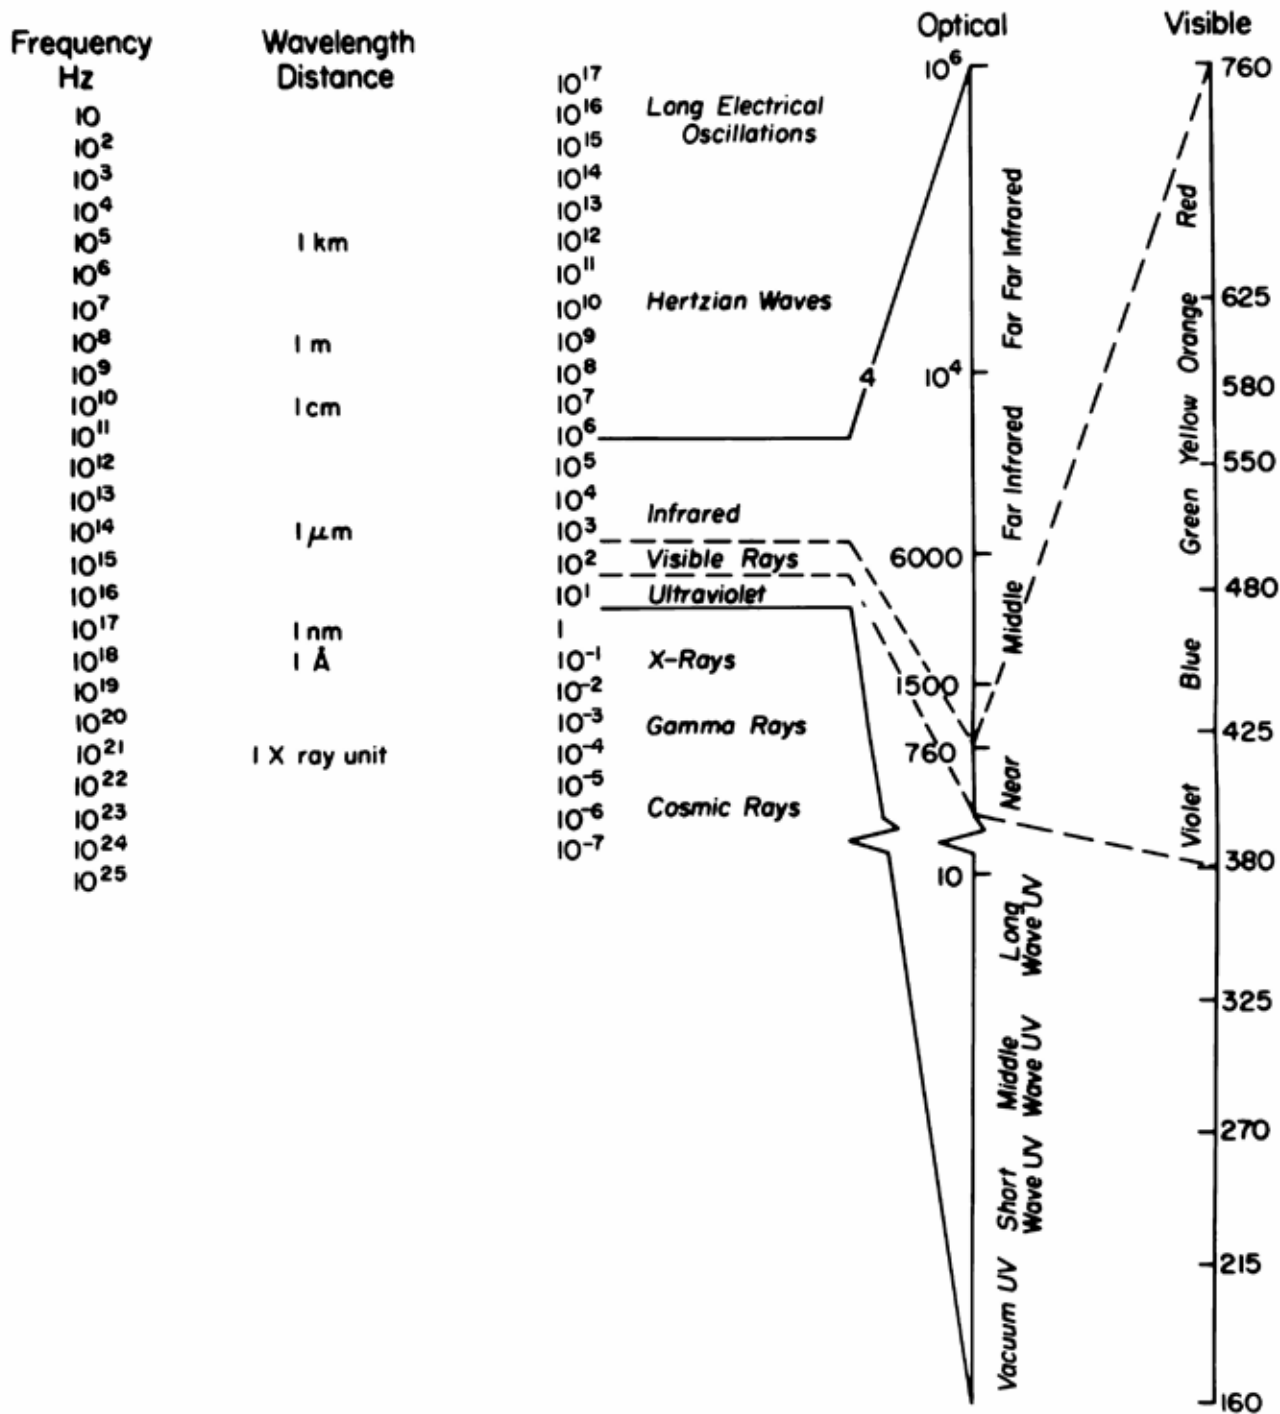 Frequency
Hz
10
10²
10³
10⁴
10⁵
10⁶
10⁷
10⁸
10⁹
10¹⁰
10¹¹
10¹²
10¹³
10¹⁴
10¹⁵
10¹⁶
10¹⁷
10¹⁸
10¹⁹
10²⁰
10²¹
10²²
10²³
10²⁴
10²⁵
Wavelength
Distance
1 km
1 m
1 cm
1 μm
1 nm
1 Å
1 X ray unit
10¹⁷
10¹⁶
10¹⁵
10¹⁴
10¹³
10¹²
10¹¹
10¹⁰
10⁹
10⁸
10⁷
10⁶
10⁵
10⁴
10³
10²
10¹
1
10⁻¹
10⁻²
10⁻³
10⁻⁴
10⁻⁵
10⁻⁶
10⁻⁷
Long Electrical
Oscillations
Hertzian Waves
Infrared
Visible Rays
Ultraviolet
X-Rays
Gamma Rays
Cosmic Rays
4
Optical
10⁶
10⁴
6000
1500
760
10
Far Far Infrared
Far Infrared
Middle
Near
Long
Wave UV
Middle
Wave UV
Short
Wave UV
Vacuum UV
Visible
760
625
580
550
480
425
380
325
270
215
160
Red
Orange
Yellow
Green
Blue
Violet